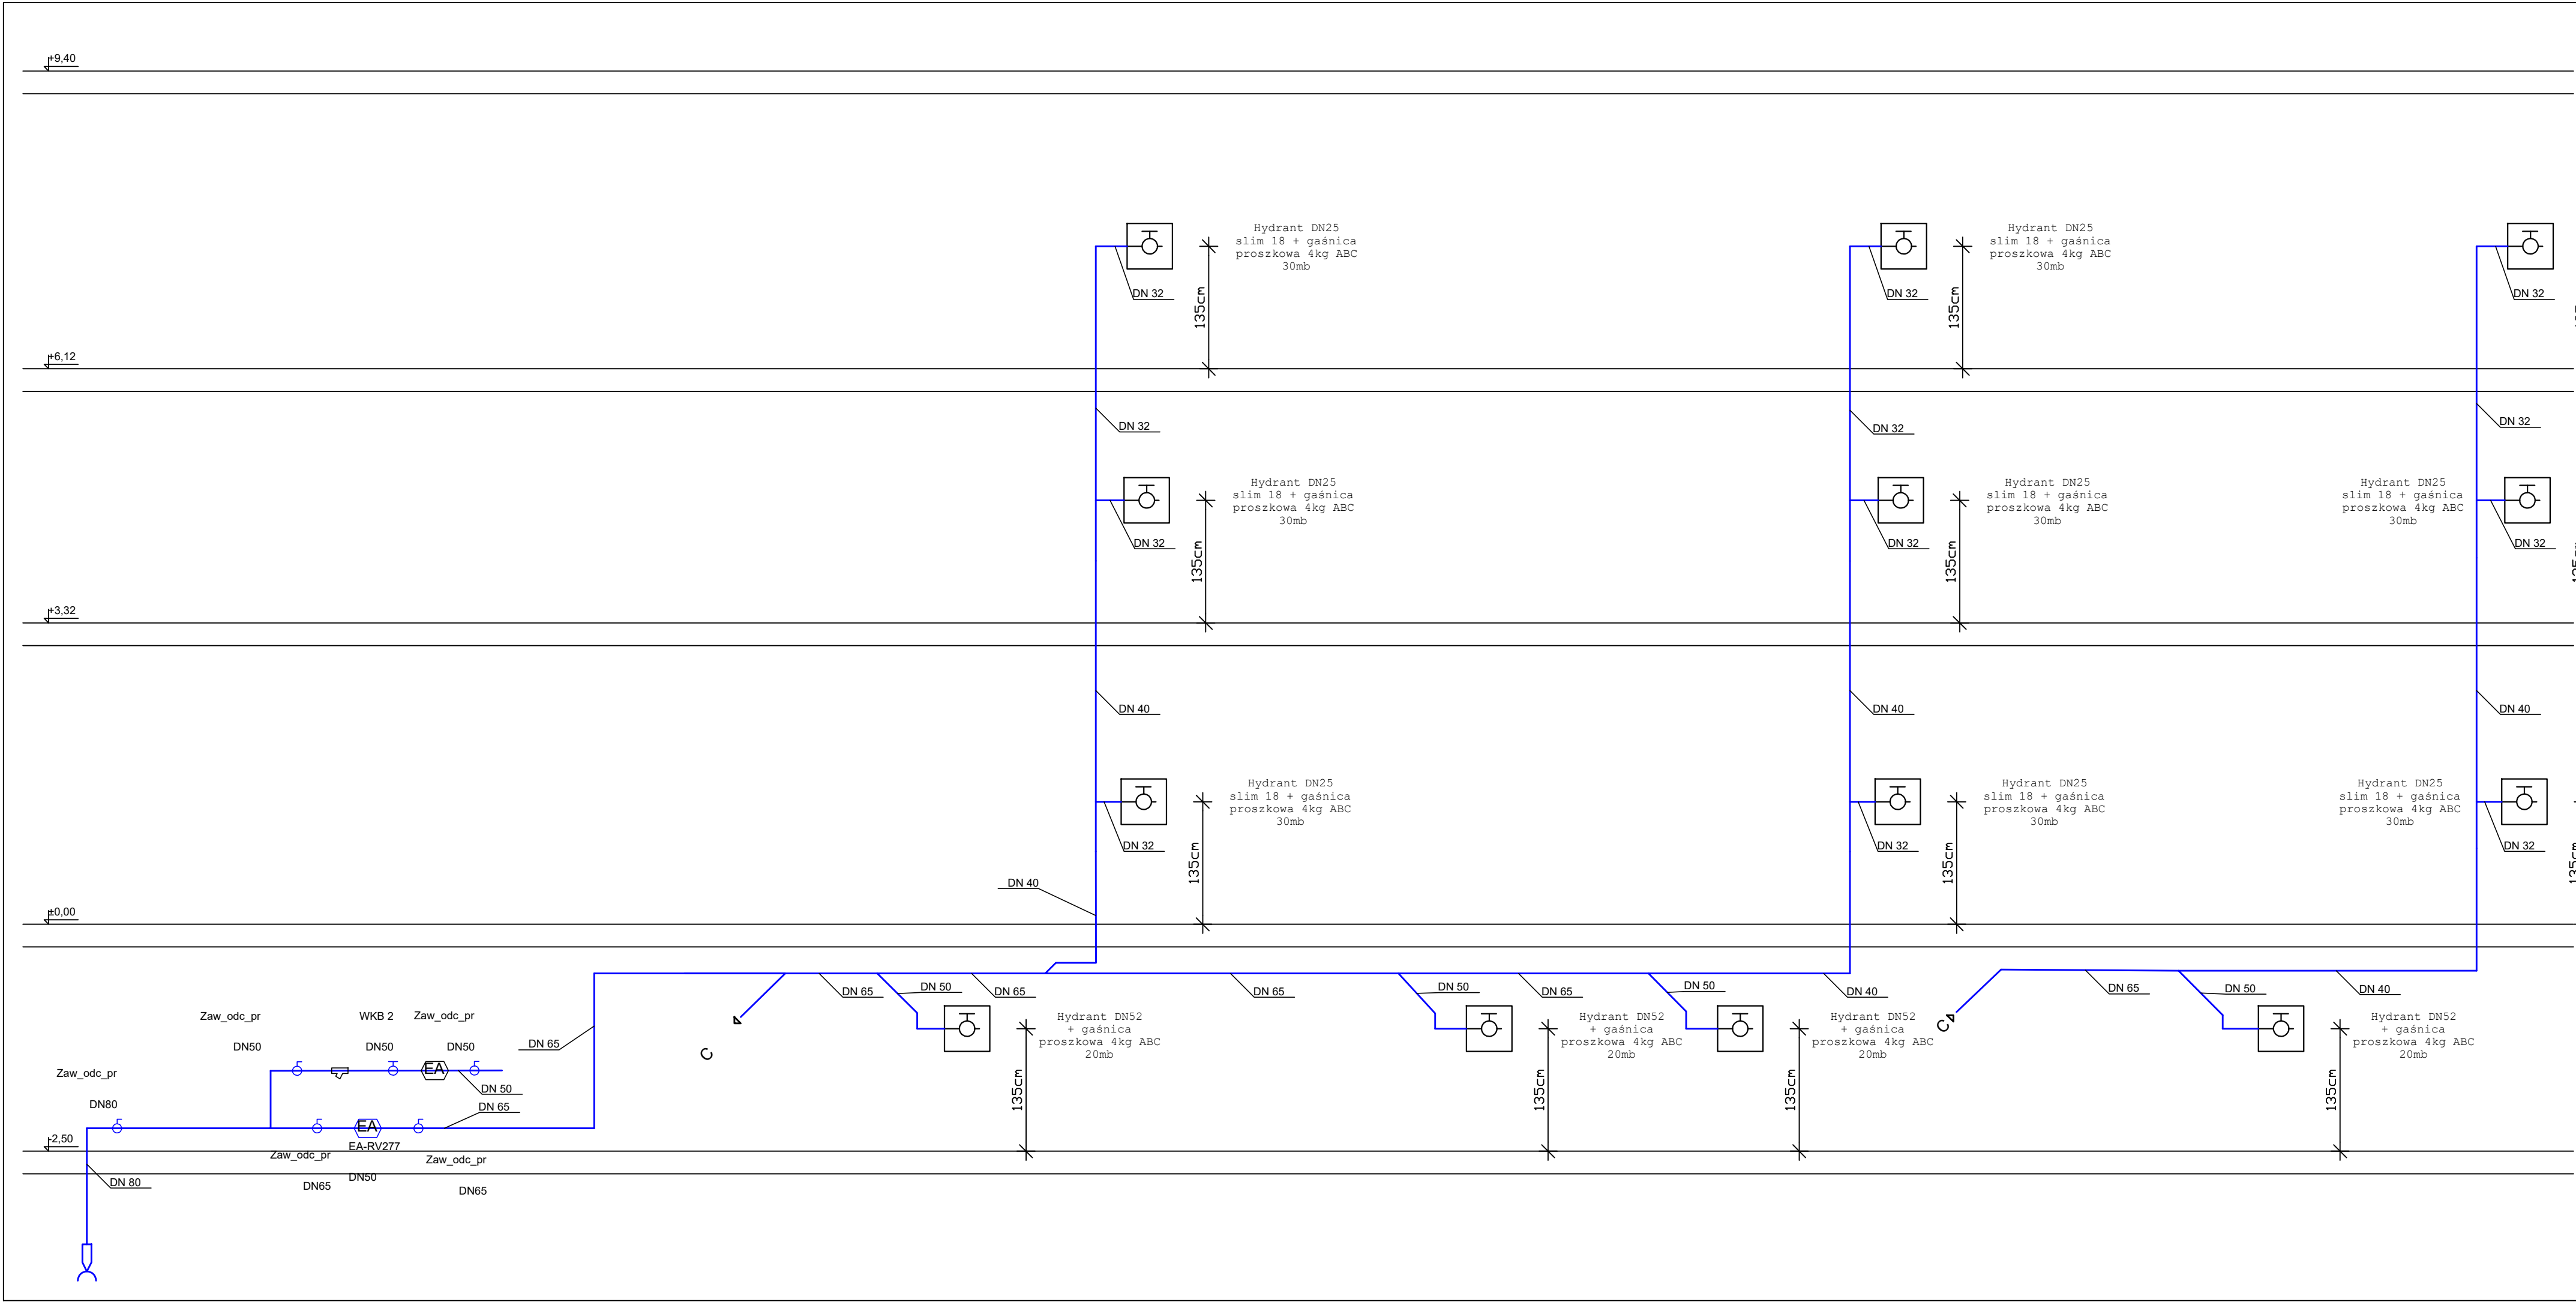 +9,40
Hydrant DN25
slim 18 + gaśnica
proszkowa 4kg ABC
30mb
DN 32
135cm
Hydrant DN25
slim 18 + gaśnica
proszkowa 4kg ABC
30mb
DN 32
135cm
DN 32
+6,12
DN 32
DN 32
DN 32
Hydrant DN25
slim 18 + gaśnica
proszkowa 4kg ABC
30mb
DN 32
135cm
Hydrant DN25
slim 18 + gaśnica
proszkowa 4kg ABC
30mb
DN 32
135cm
Hydrant DN25
slim 18 + gaśnica
proszkowa 4kg ABC
30mb
DN 32
+3,32
DN 40
DN 40
DN 40
Hydrant DN25
slim 18 + gaśnica
proszkowa 4kg ABC
30mb
DN 32
135cm
Hydrant DN25
slim 18 + gaśnica
proszkowa 4kg ABC
30mb
DN 32
135cm
Hydrant DN25
slim 18 + gaśnica
proszkowa 4kg ABC
30mb
DN 32
135cm
DN 40
±0,00
DN 65
DN 50
DN 65
DN 65
DN 50
DN 65
DN 50
DN 40
DN 65
DN 50
DN 40
Zaw_odc_pr
WKB 2
Zaw_odc_pr
DN50
DN50
DN50
DN 65
C
C
Hydrant DN52
+ gaśnica
proszkowa 4kg ABC
20mb
135cm
Hydrant DN52
+ gaśnica
proszkowa 4kg ABC
20mb
135cm
Hydrant DN52
+ gaśnica
proszkowa 4kg ABC
20mb
135cm
Hydrant DN52
+ gaśnica
proszkowa 4kg ABC
20mb
135cm
Zaw_odc_pr
EA
DN 50
DN80
DN 65
EA
-2,50
EA-RV277
Zaw_odc_pr
Zaw_odc_pr
DN 80
DN65
DN50
DN65